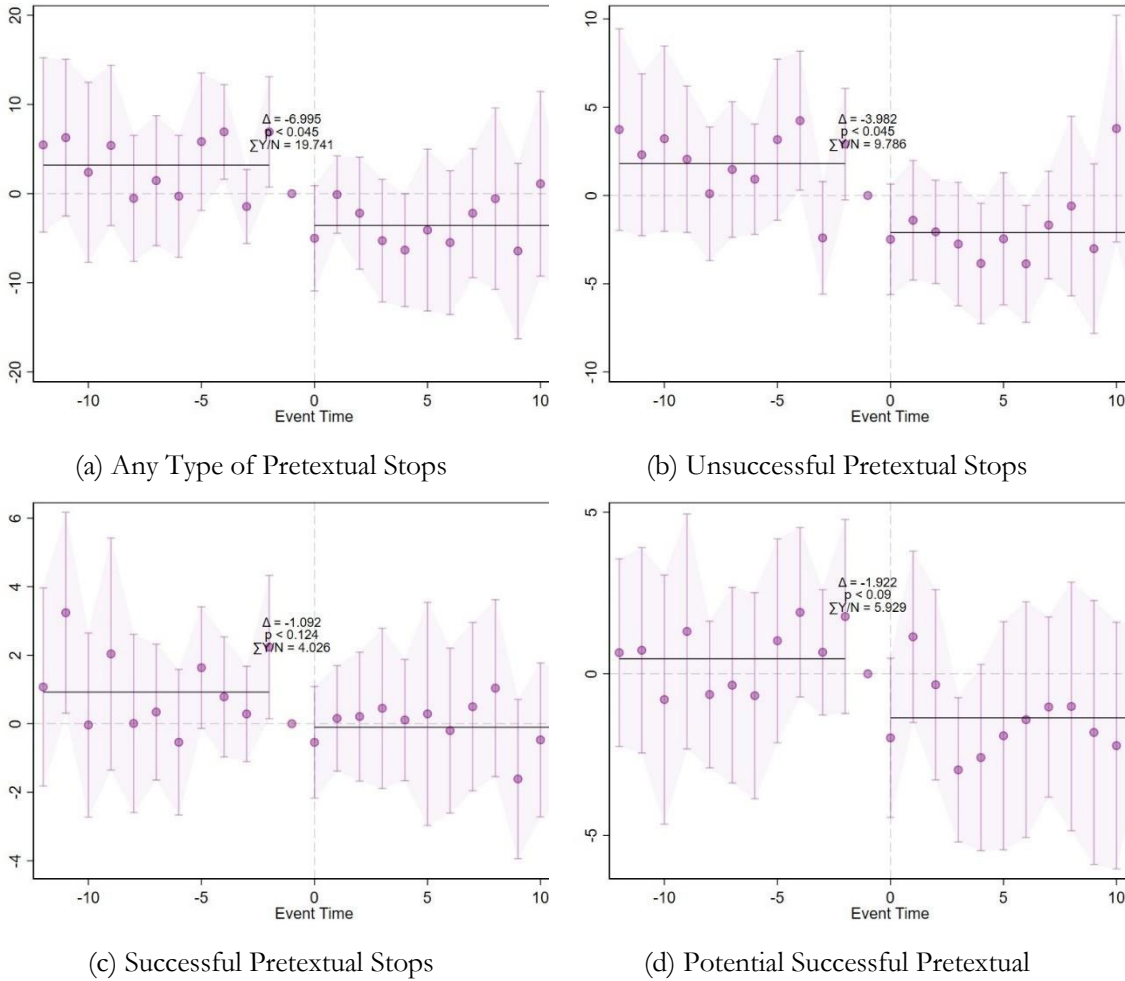 20
10
0
-10
-20
Δ = -6.995
p < 0.045
∑Y/N = 19.741
-10 -5 0 5 10
Event Time
(a) Any Type of Pretextual Stops
10
5
0
-5
-10
Δ = -3.982
p < 0.045
∑Y/N = 9.786
-10 -5 0 5 10
Event Time
(b) Unsuccessful Pretextual Stops
6
4
2
0
-2
-4
Δ = -1.092
p < 0.124
∑Y/N = 4.026
-10 -5 0 5 10
Event Time
(c) Successful Pretextual Stops
5
0
-5
Δ = -1.922
p < 0.09
∑Y/N = 5.929
-10 -5 0 5 10
Event Time
(d) Potential Successful Pretextual